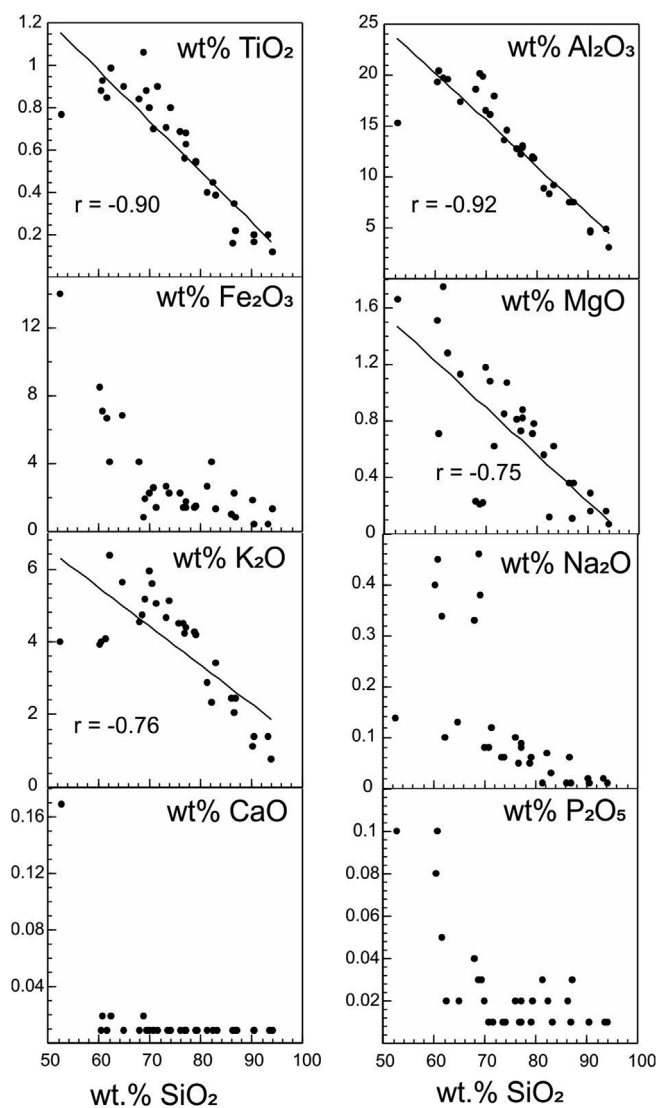 1.2
1
0.8
0.6
0.4
0.2
wt% TiO₂
r = -0.90
25
20
15
10
5
wt% Al₂O₃
r = -0.92
12
8
4
0
wt% Fe₂O₃
1.6
1.2
0.8
0.4
0
wt% MgO
r = -0.75
6
4
2
0
wt% K₂O
r = -0.76
0.4
0.3
0.2
0.1
0
wt% Na₂O
0.16
0.12
0.08
0.04
wt% CaO
50 60 70 80 90 100
wt.% SiO₂
0.1
0.08
0.06
0.04
0.02
wt% P₂O₅
50 60 70 80 90 100
wt.% SiO₂